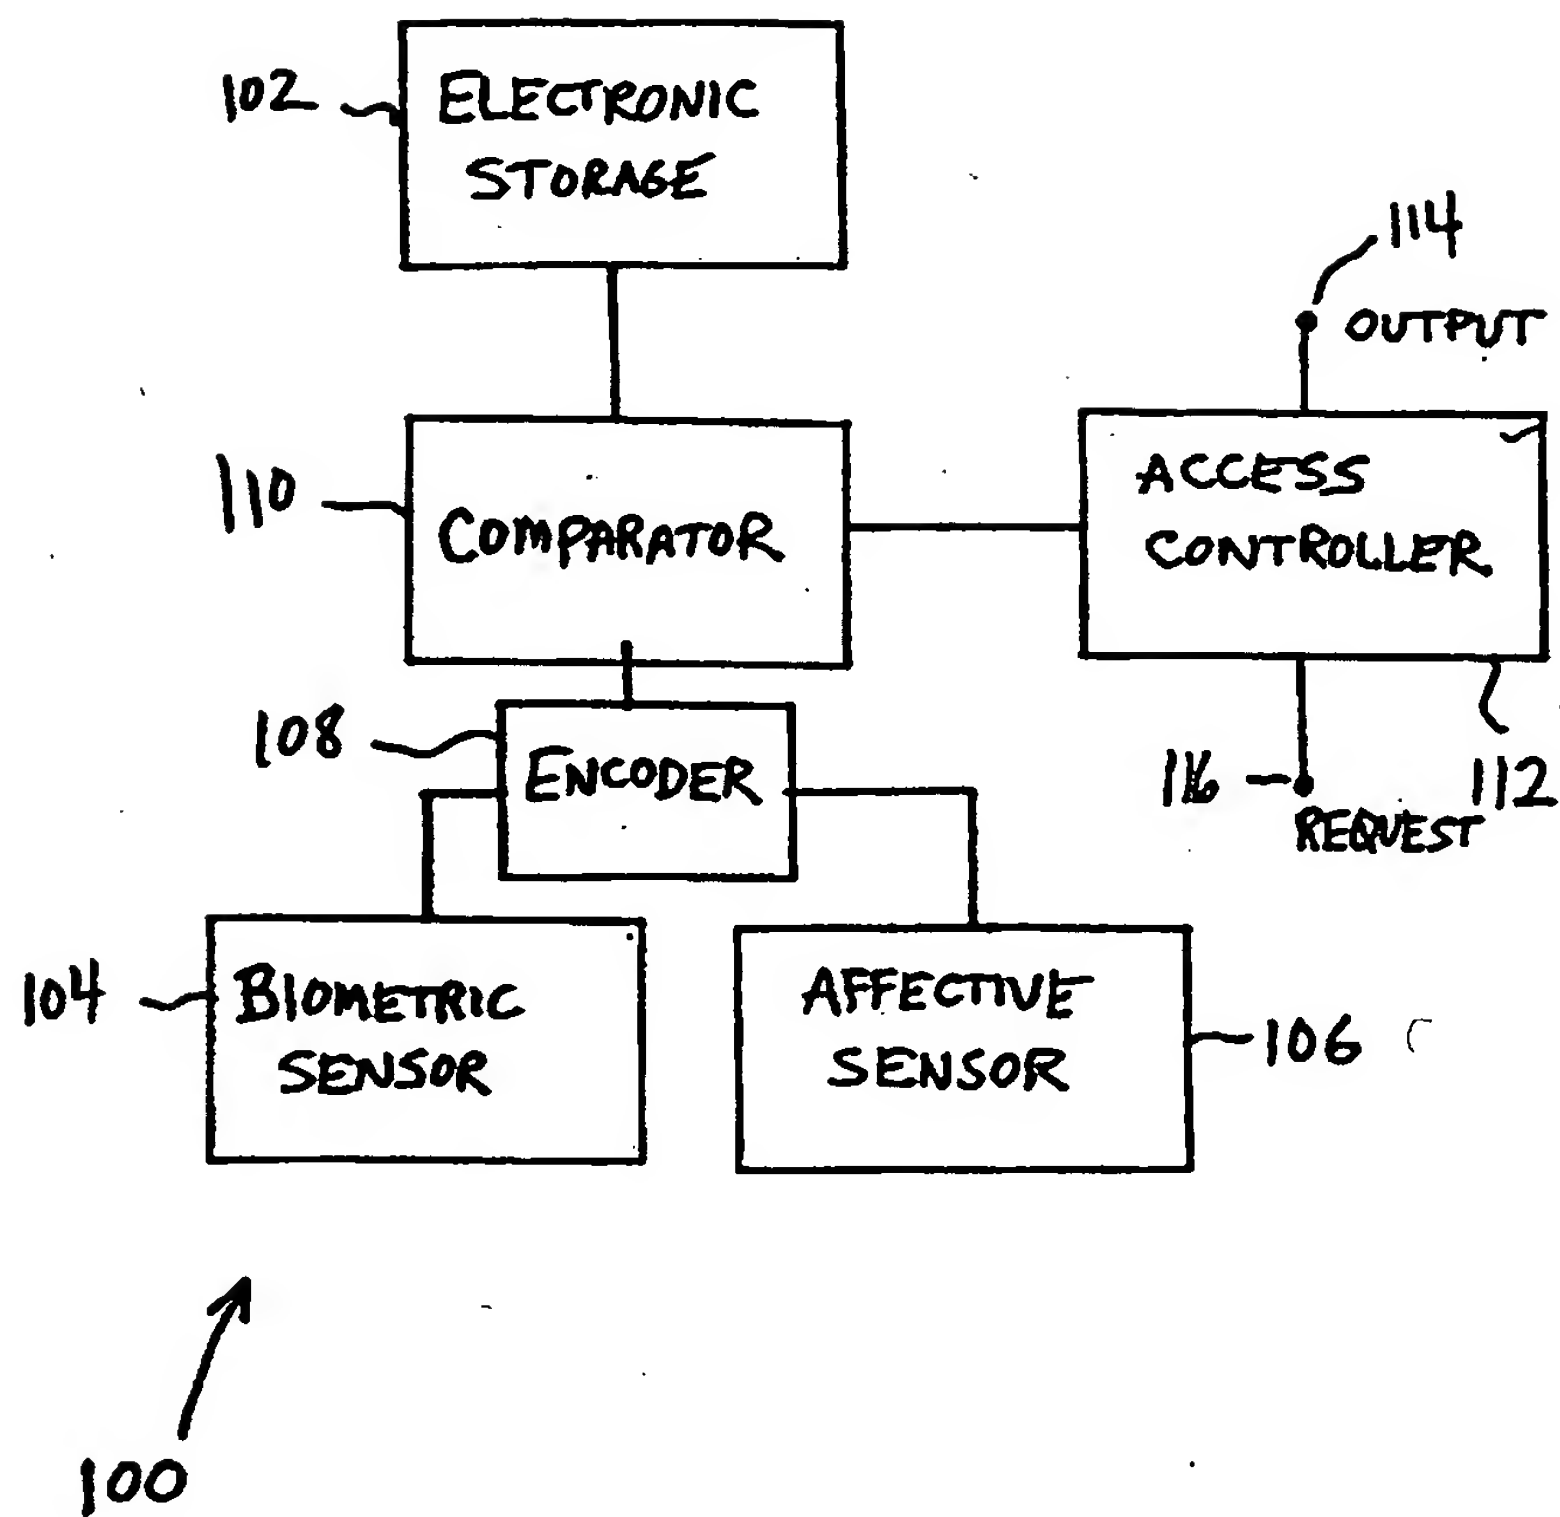 102
ELECTRONIC
STORAGE
114
OUTPUT
110
COMPARATOR
ACCESS
CONTROLLER
108
ENCODER
116
REQUEST
112
104
BIOMETRIC
SENSOR
AFFECTIVE
SENSOR
106
100